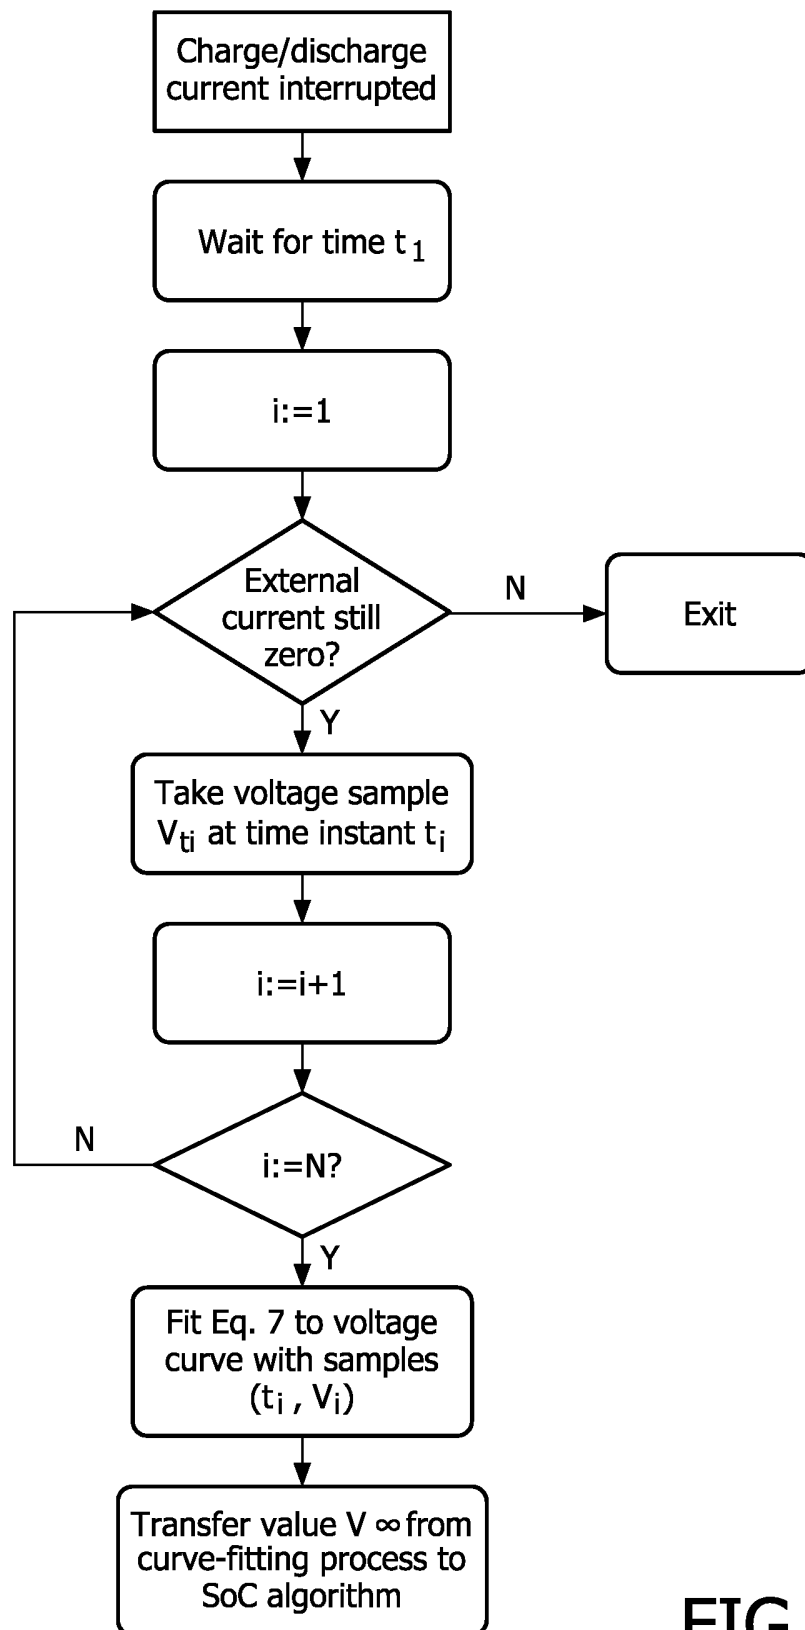 Charge/discharge
current interrupted
Wait for time t1
i:=1
External
current still
zero?
N
Exit
Y
Take voltage sample
Vti at time instant ti
i:=i+1
N
i:=N?
Y
Fit Eq. 7 to voltage
curve with samples
(ti , Vi)
Transfer value V ∞ from
curve-fitting process to
SoC algorithm
FIG